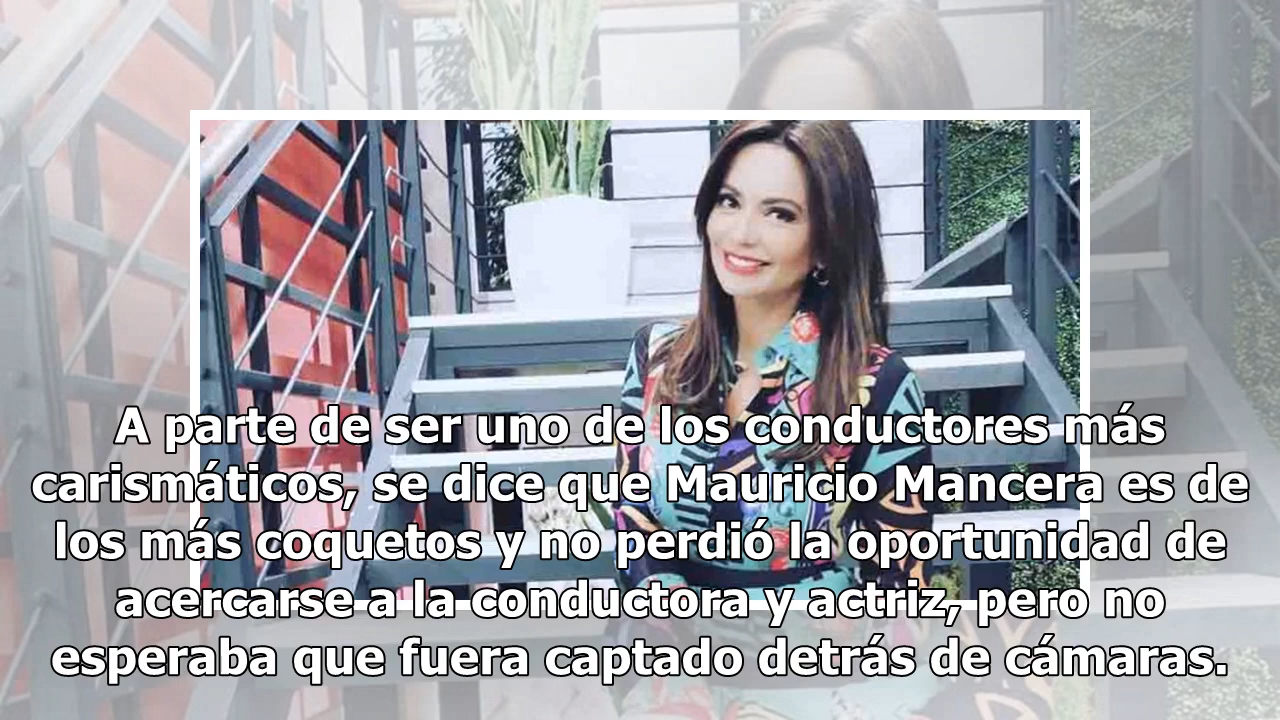 A parte de ser uno de los conductores más
carismáticos, se dice que Mauricio Mancera es de
los más coquetos y no perdió la oportunidad de
acercarse a la conductora y actriz, pero no
esperaba que fuera captado detrás de cámaras.